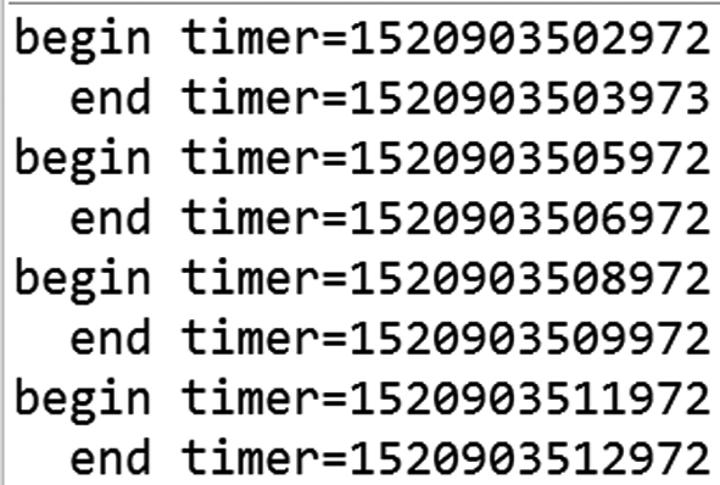 begin timer=1520903502972
end timer=1520903503973
begin timer=1520903505972
end timer=1520903506972
begin timer=1520903508972
end timer=1520903509972
begin timer=1520903511972
end timer=1520903512972